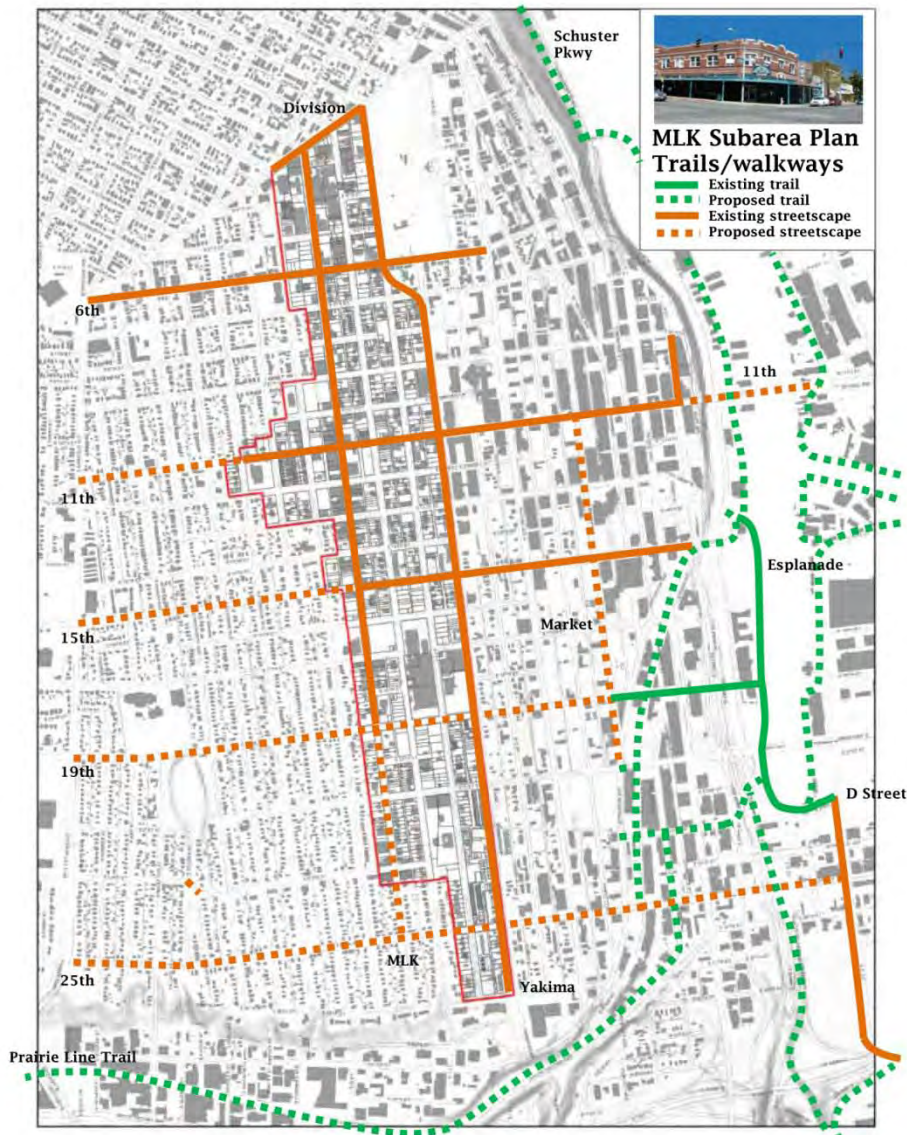 Schuster
Pkwy
MLK Subarea Plan
Trails/walkways
Existing trail
Proposed trail
Existing streetscape
Proposed streetscape
Division
6th
11th
11th
Esplanade
15th
Market
19th
D Street
MLK
25th
Yakima
Prairie Line Trail